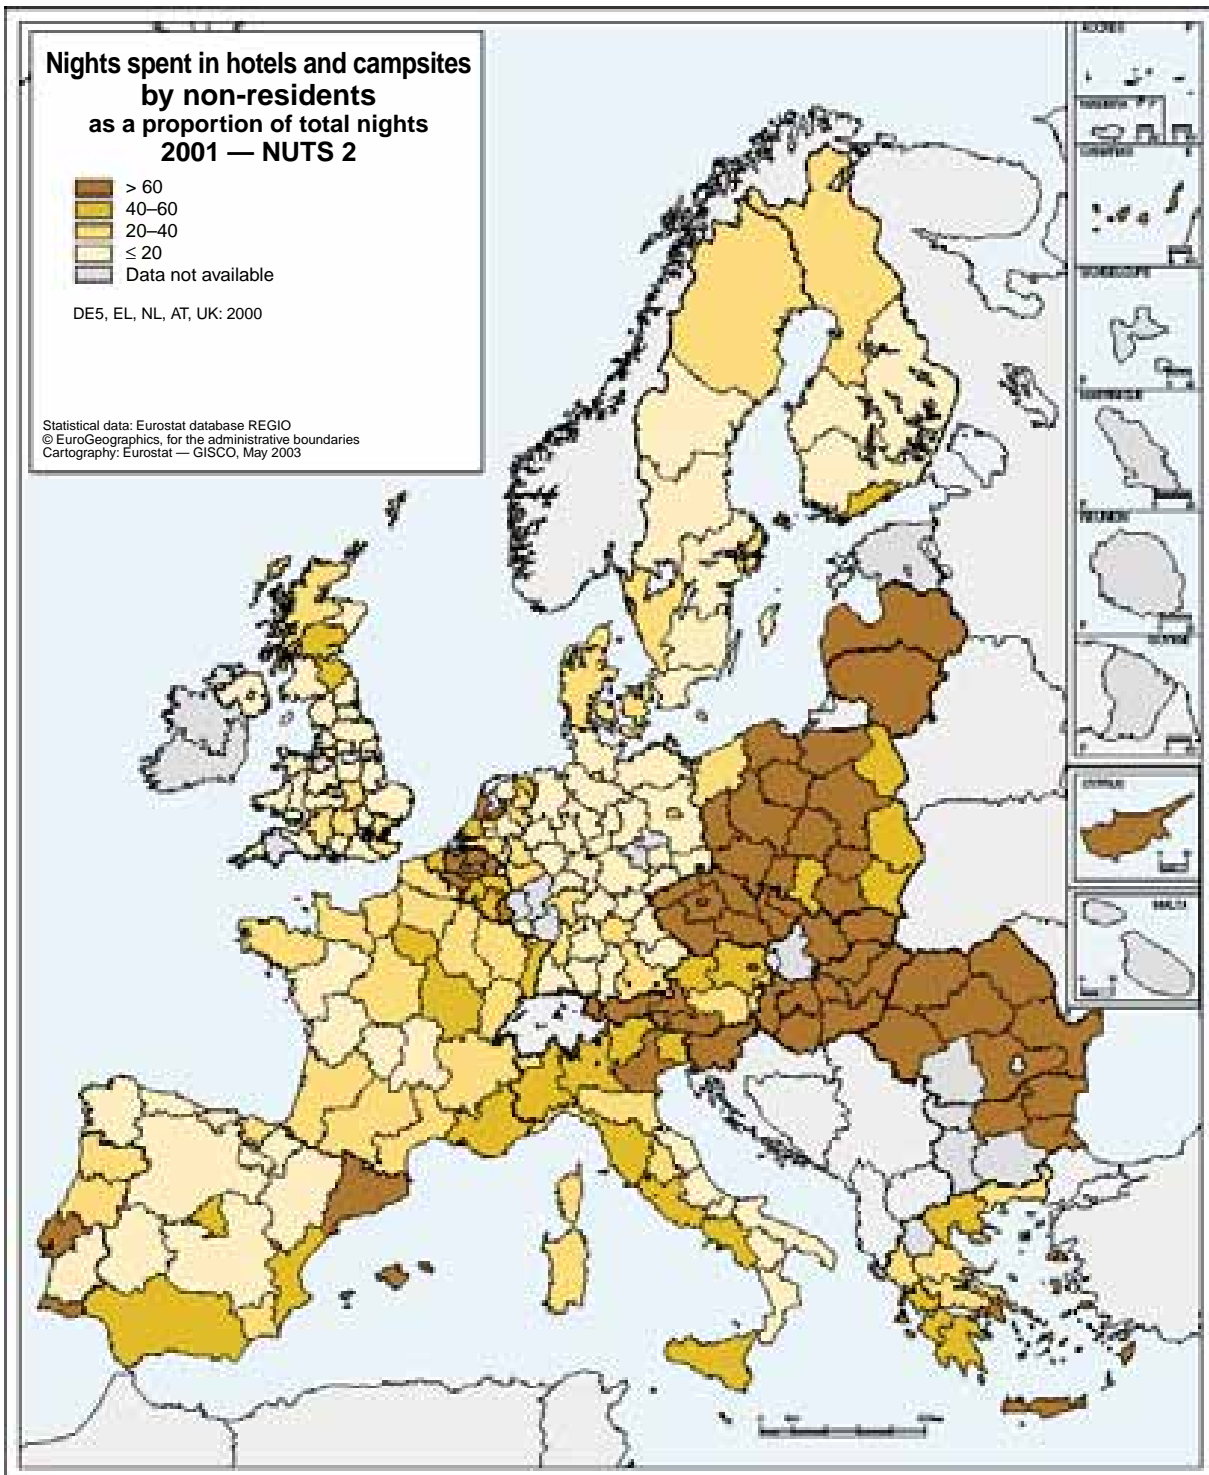 Nights spent in hotels and campsites
by non-residents
as a proportion of total nights
2001 — NUTS 2
> 60
40–60
20–40
≤ 20
Data not available
DE5, EL, NL, AT, UK: 2000
Statistical data: Eurostat database REGIO
© EuroGeographics, for the administrative boundaries
Cartography: Eurostat — GISCO, May 2003